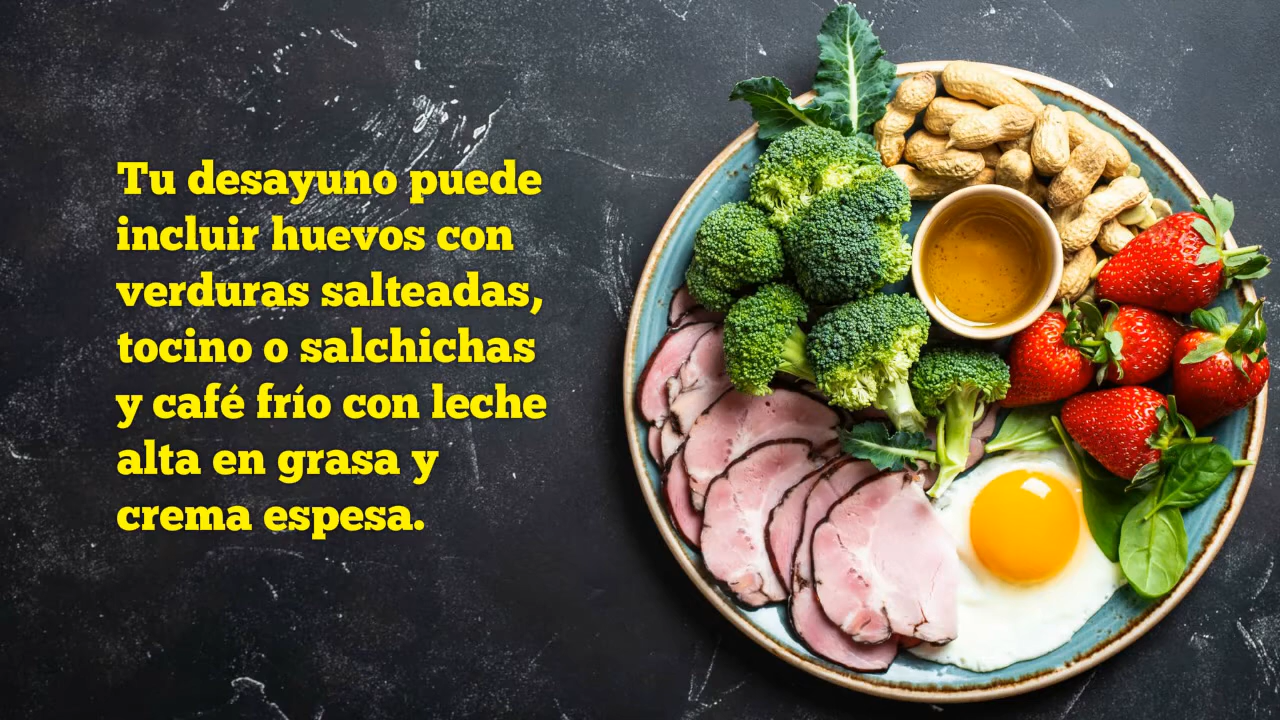 Tu desayuno puede
incluir huevos con
verduras salteadas,
tocino o salchichas
y café frío con leche
alta en grasa y
crema espesa.